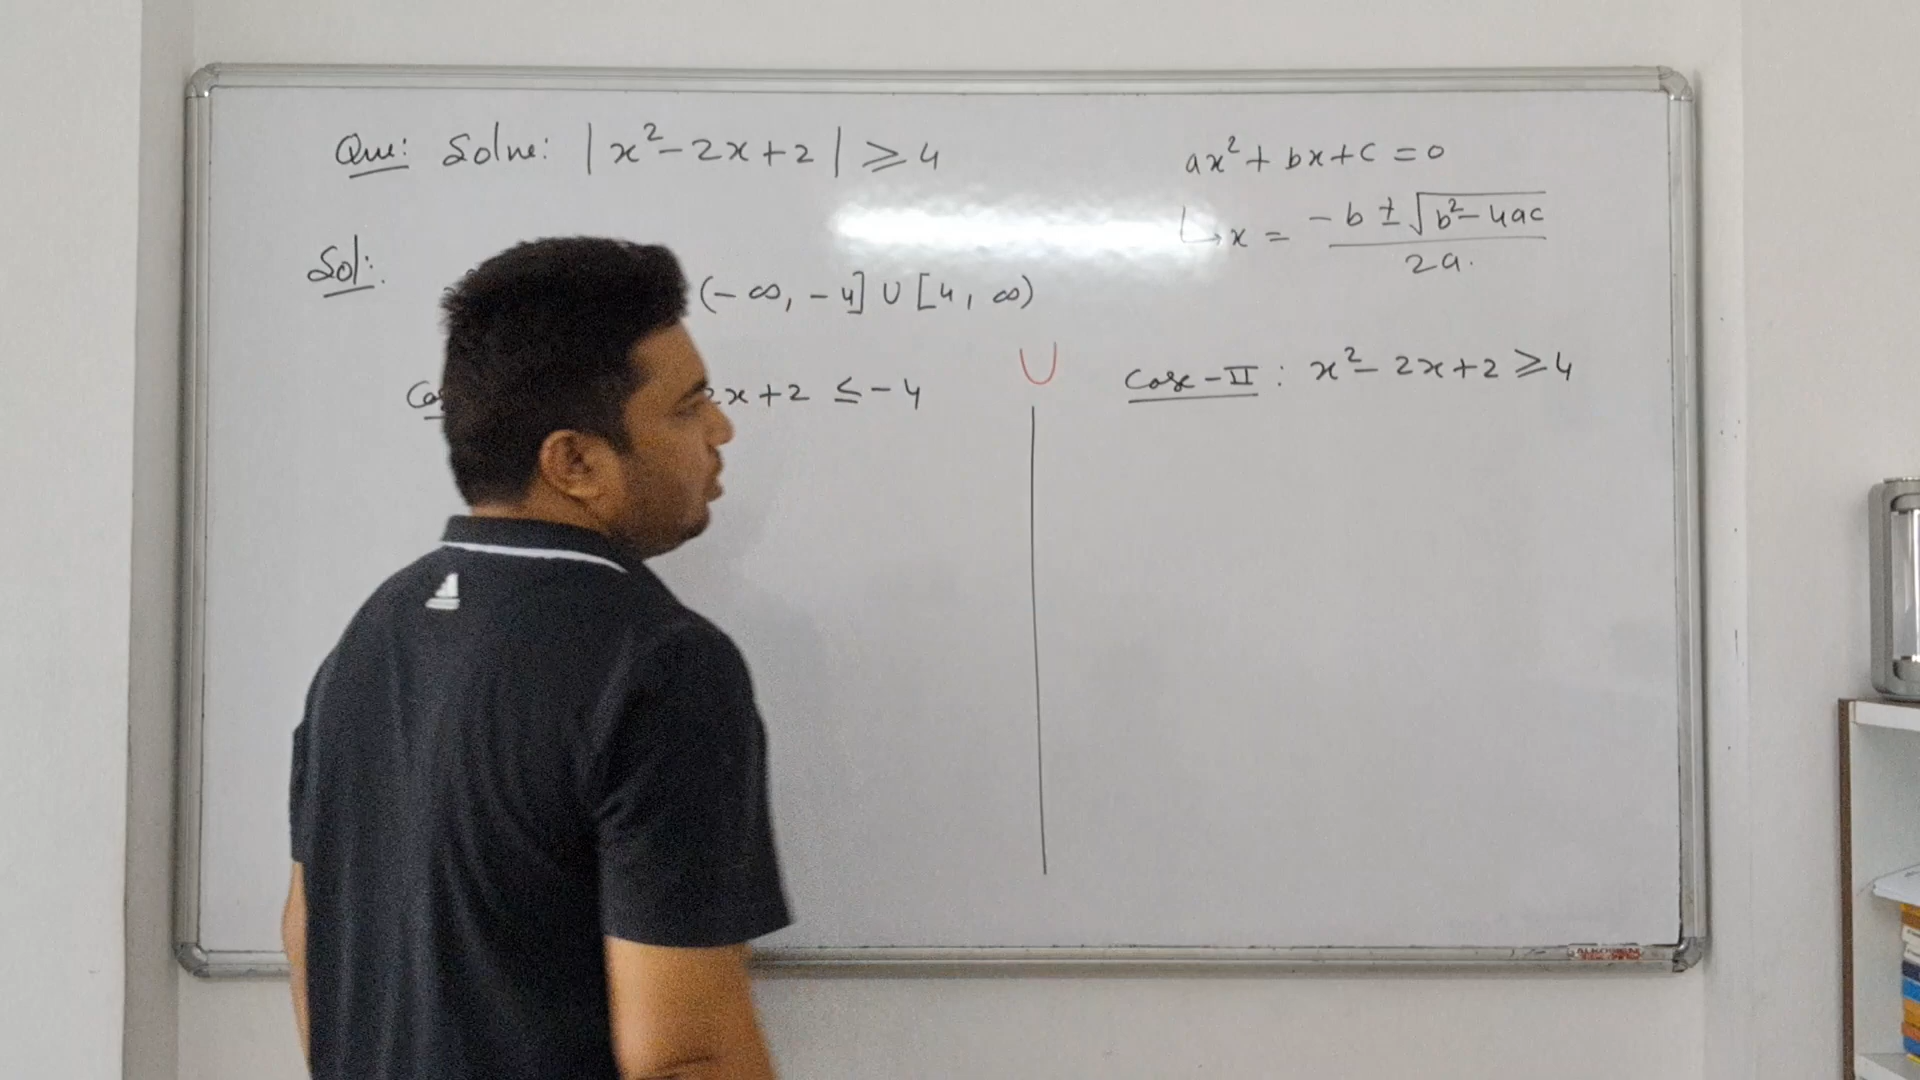 Que: Solve: |x²-2x+2| ≥ 4
ax²+bx+c=0
↳x = -b ± √b²-4ac / 2a.
Sol:
(-∞, -4] ∪ [4, ∞)
2x+2 ≤ -4
∪
Case-II: x²-2x+2 ≥ 4